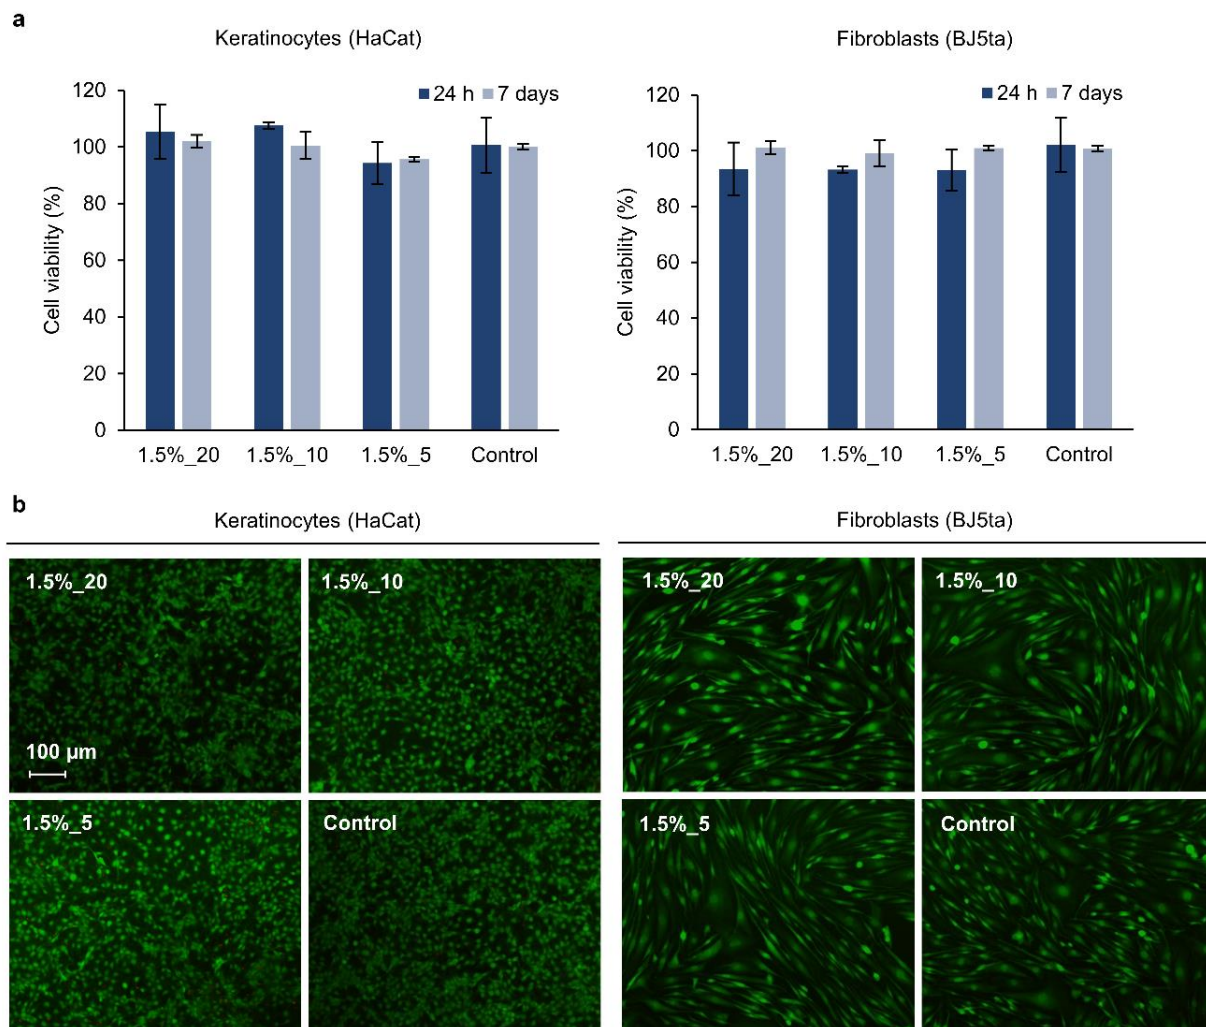 a
Keratinocytes (HaCat)
Fibroblasts (BJ5ta)
24 h 7 days
120
100
80
60
40
20
0
Cell viability (%)
1.5%_20 1.5%_10 1.5%_5 Control
24 h 7 days
120
100
80
60
40
20
0
Cell viability (%)
1.5%_20 1.5%_10 1.5%_5 Control
b
Keratinocytes (HaCat)
Fibroblasts (BJ5ta)
1.5%_20
1.5%_10
100 µm
1.5%_5
Control
1.5%_20
1.5%_10
1.5%_5
Control